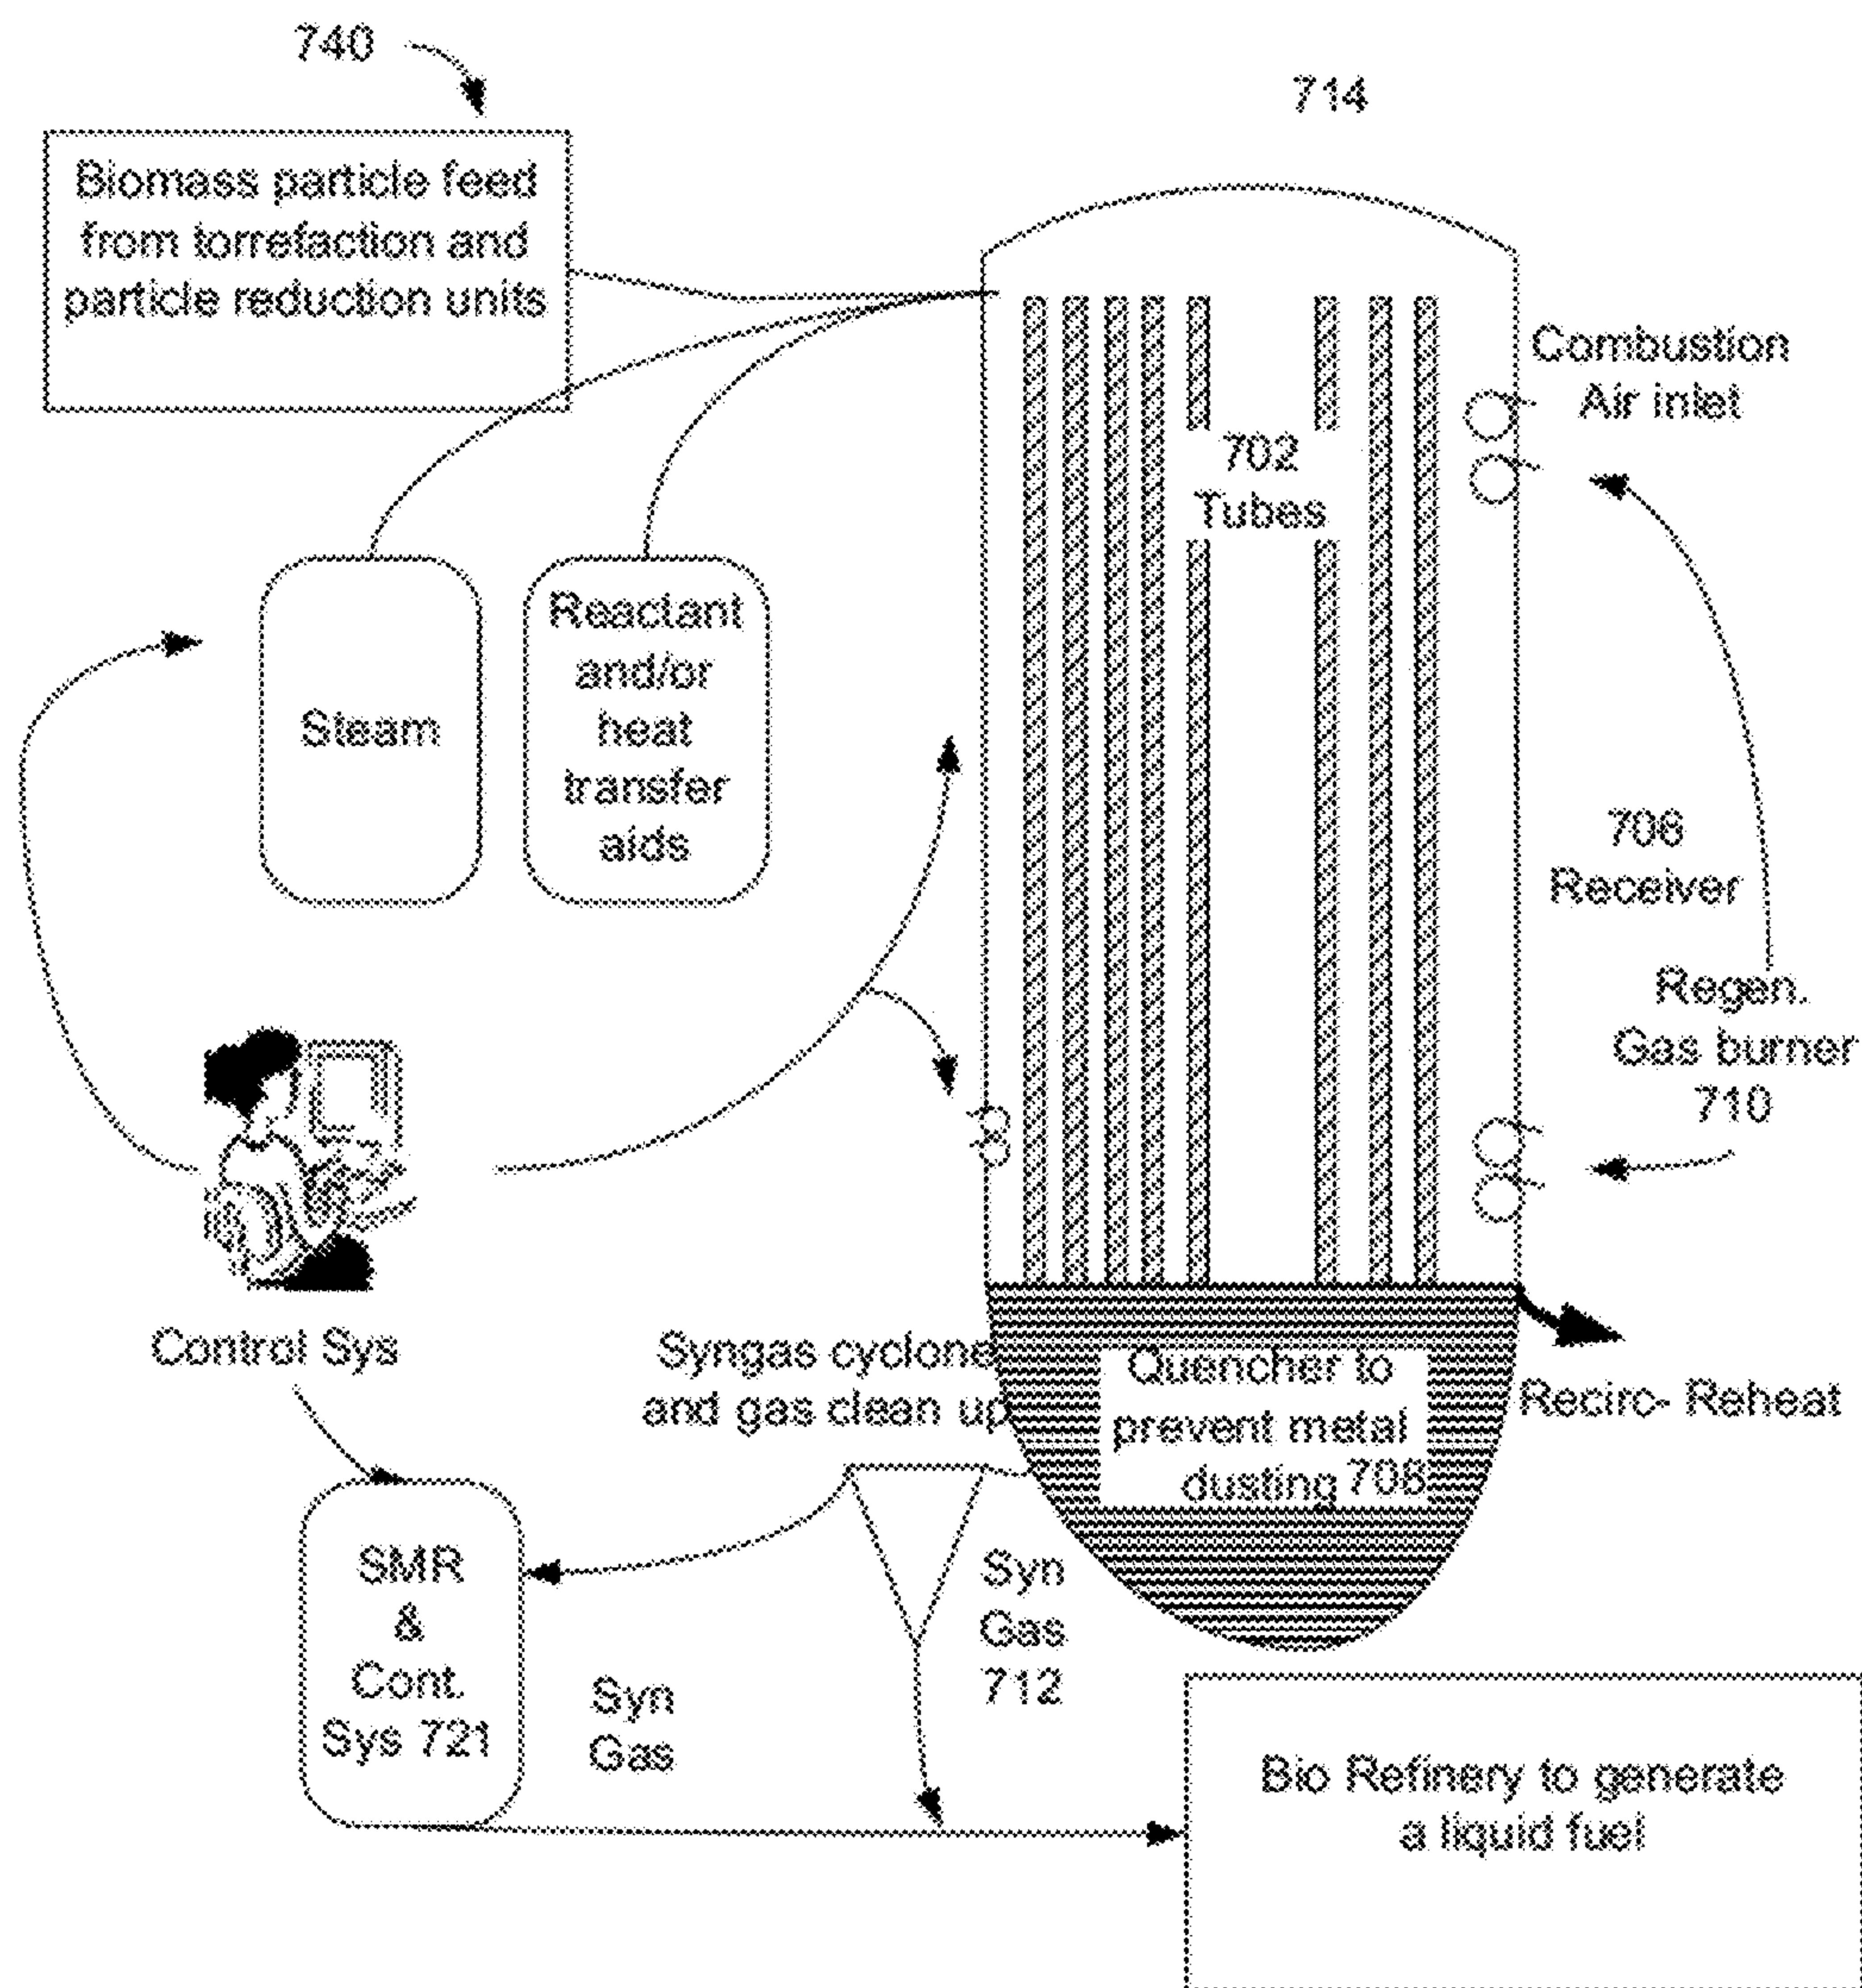 740
714
Biomass particle feed
from torrefaction and
particle reduction units
Combustion
Air inlet
702
Tubes
Steam
Reactant
and/or
heat
transfer
aids
706
Receiver
Regen.
Gas burner
710
Control Sys
Syngas cyclone
and gas clean up
Quencher to
prevent metal
dusting 708
Recirc- Reheat
SMR
&
Cont.
Sys 721
Syn
Gas
Syn
Gas
712
Bio Refinery to generate
a liquid fuel